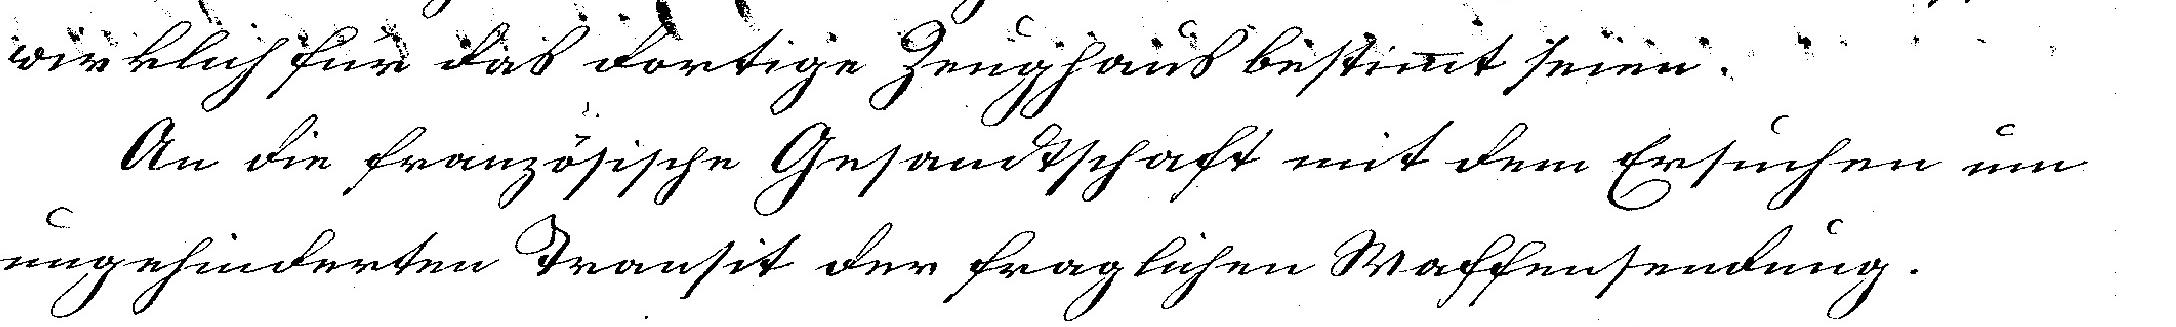 wirklich für das dortige Zeughaus bestim̅t seien.
An die französische Gesandtschaft mit dem Ersuchen um
ungehinderten Transit der fraglichen Waffensendung.